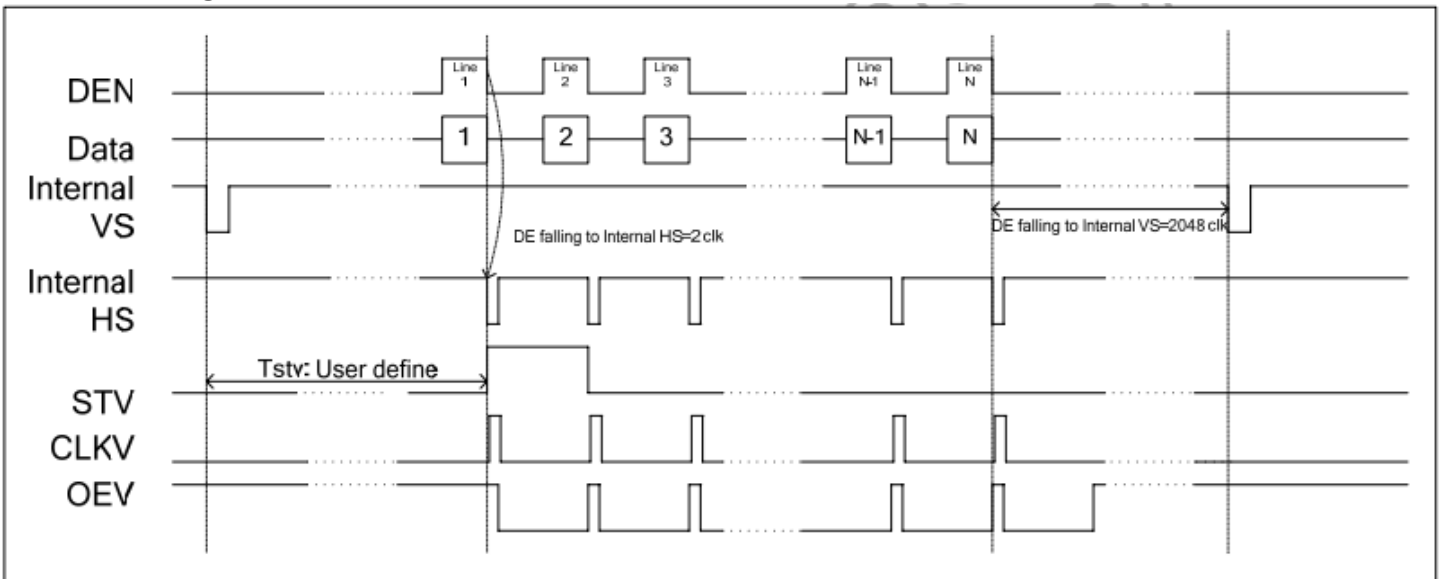 DEN
Line 1
Line 2
Line 3
Line N-1
Line N
Data
1
2
3
N-1
N
Internal VS
DE falling to Internal HS=2 clk
DE falling to Internal VS=2048 clk
Internal HS
Tstv: User define
STV
CLKV
OEV